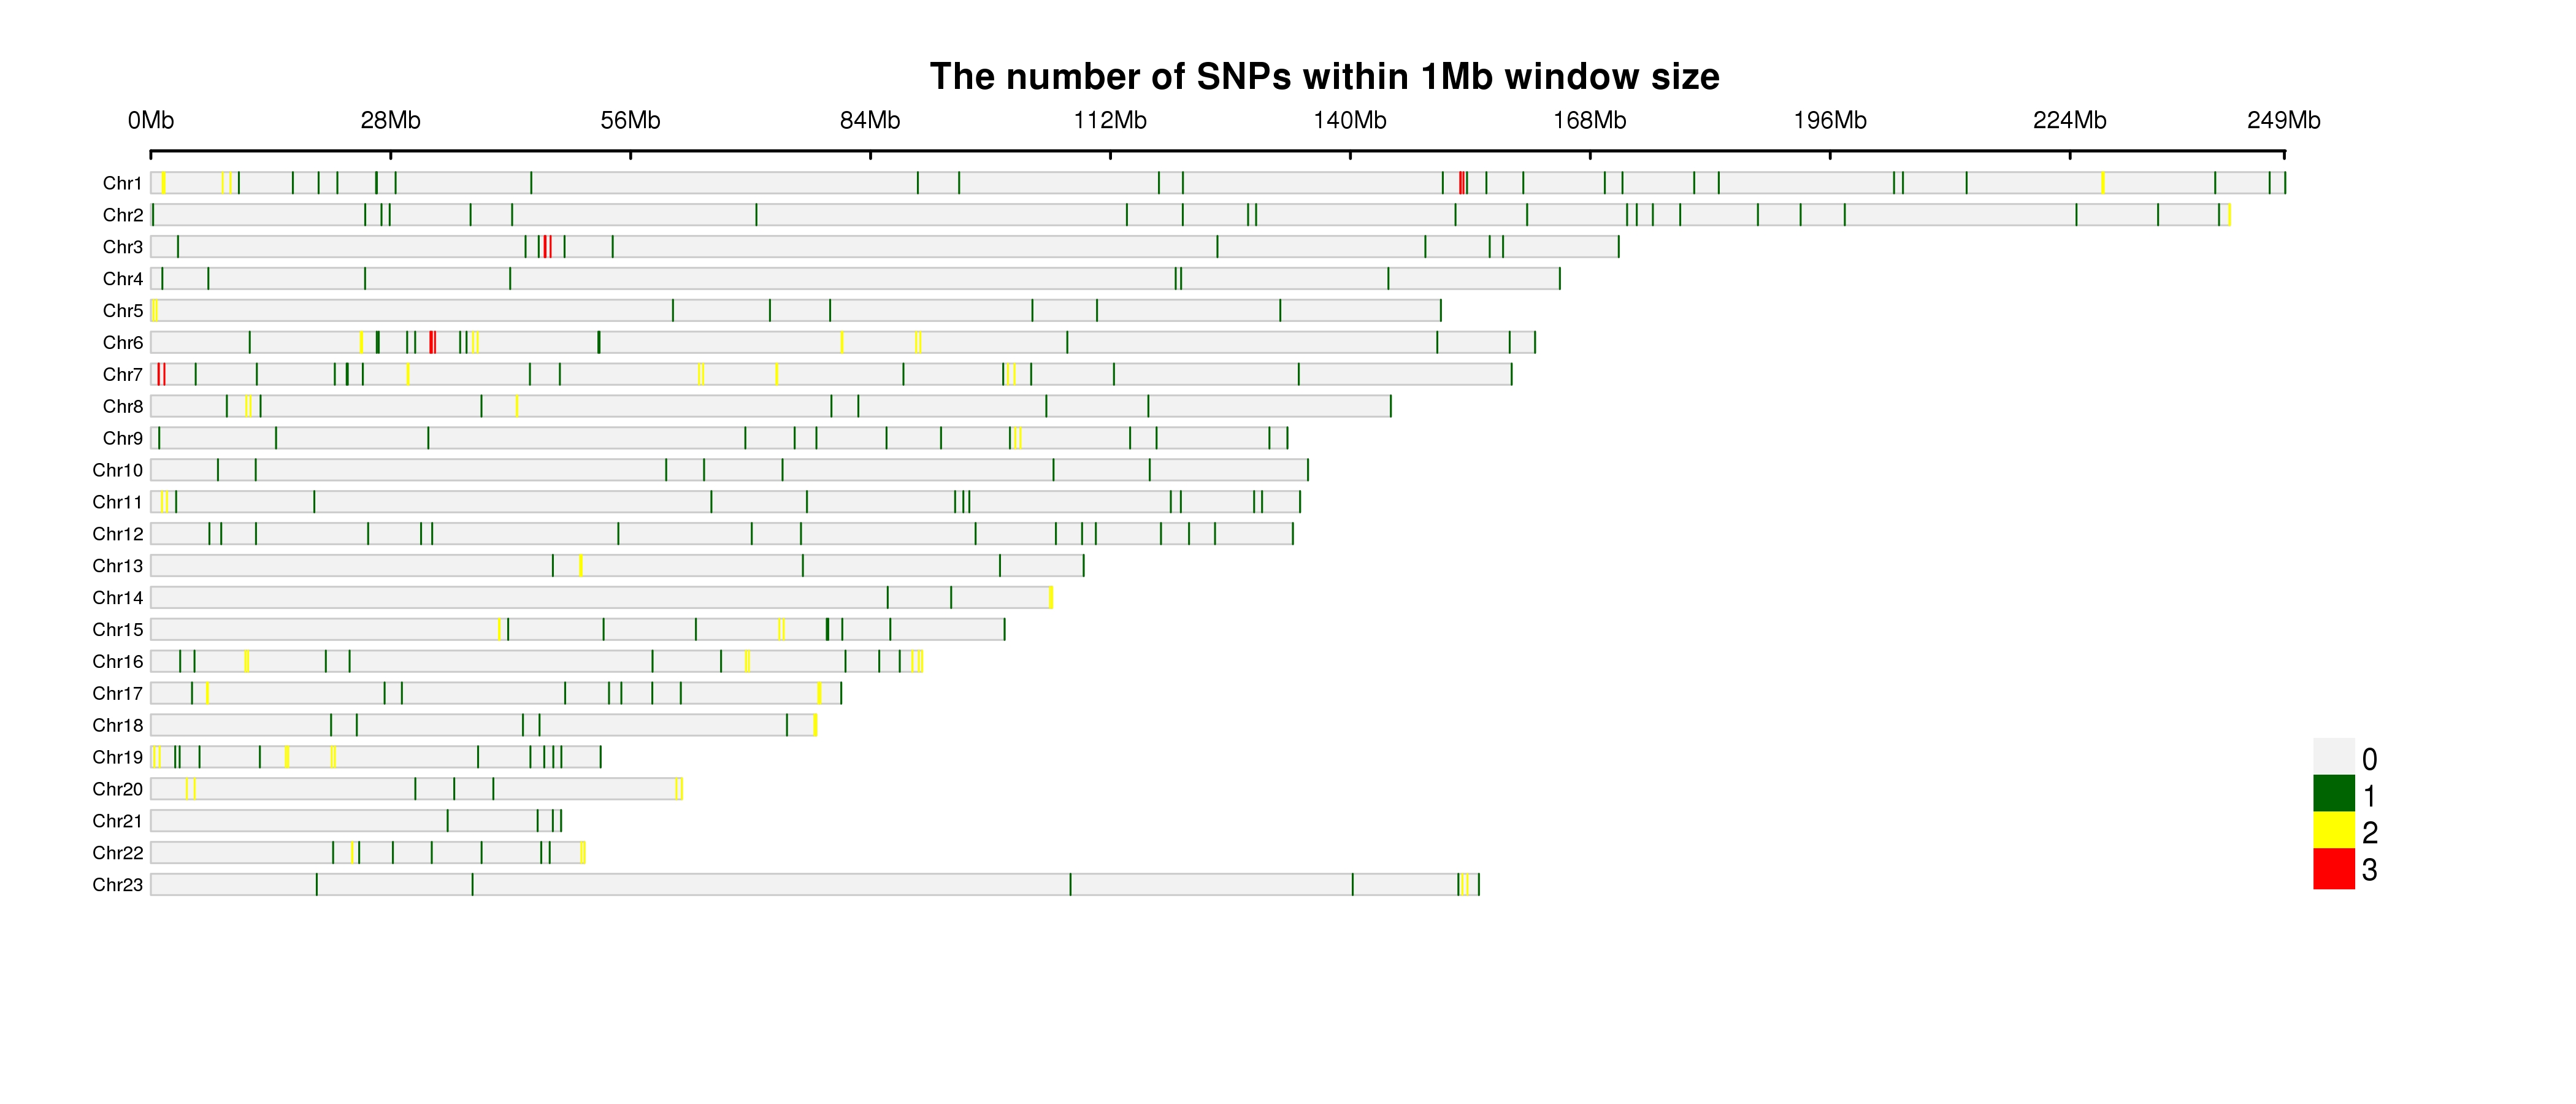 The number of SNPs within 1Mb window size
0Mb 28Mb 56Mb 84Mb 112Mb 140Mb 168Mb 196Mb 224Mb 249Mb
Chr1
Chr2
Chr3
Chr4
Chr5
Chr6
Chr7
Chr8
Chr9
Chr10
Chr11
Chr12
Chr13
Chr14
Chr15
Chr16
Chr17
Chr18
Chr19
Chr20
Chr21
Chr22
Chr23
0
1
2
3